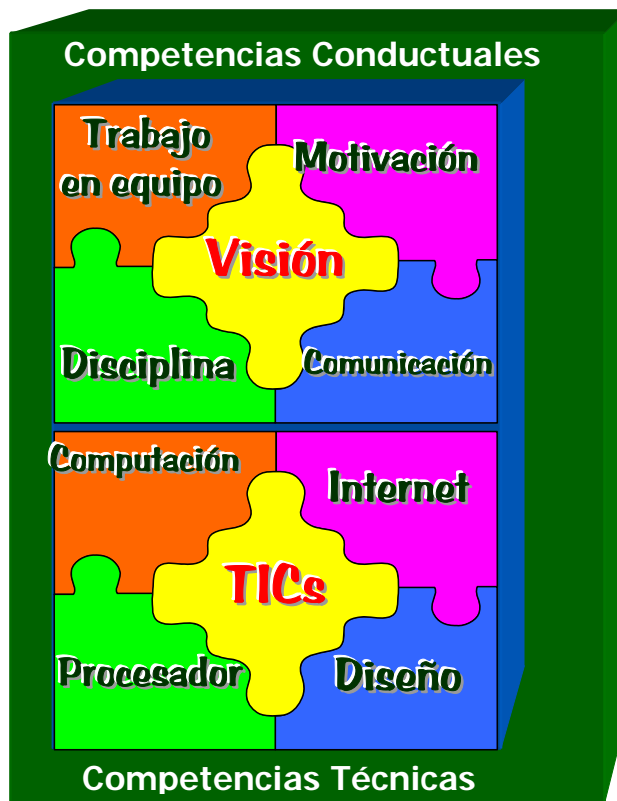 Competencias Conductuales
Trabajo
en equipo
Motivación
Visión
Disciplina
Comunicación
Computación
Internet
TICs
Procesador
Diseño
Competencias Técnicas